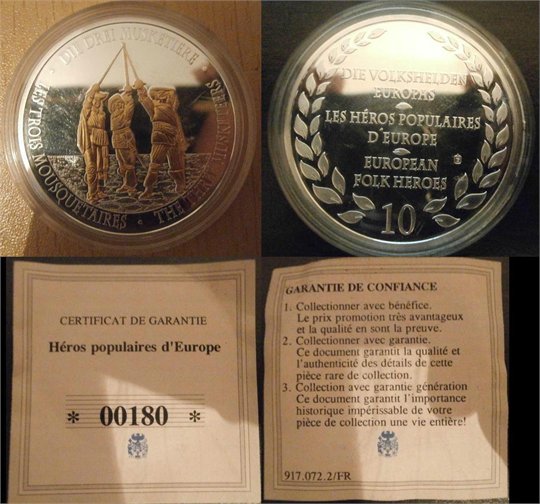 DIE DREI MUSKETIERE · THE THREE MUSKETEERS · LES TROIS MOUSQUETAIRES ·
DIE VOLKSHELDEN
EUROPAS
LES HÉROS POPULAIRES
D'EUROPE
EUROPEAN
FOLK HEROES
10
CERTIFICAT DE GARANTIE
Héros populaires d'Europe
* 00180 *
GARANTIE DE CONFIANCE
1. Collectionner avec bénéfice.
Le prix promotion très avantageux
et la qualité en sont la preuve.
2. Collectionner avec garantie.
Ce document garantit la qualité et
l'authenticité des détails de cette
pièce rare de collection.
3. Collection avec garantie génération
Ce document garantit l'importance
historique impérissable de votre
pièce de collection une vie entière!
917.072.2/FR